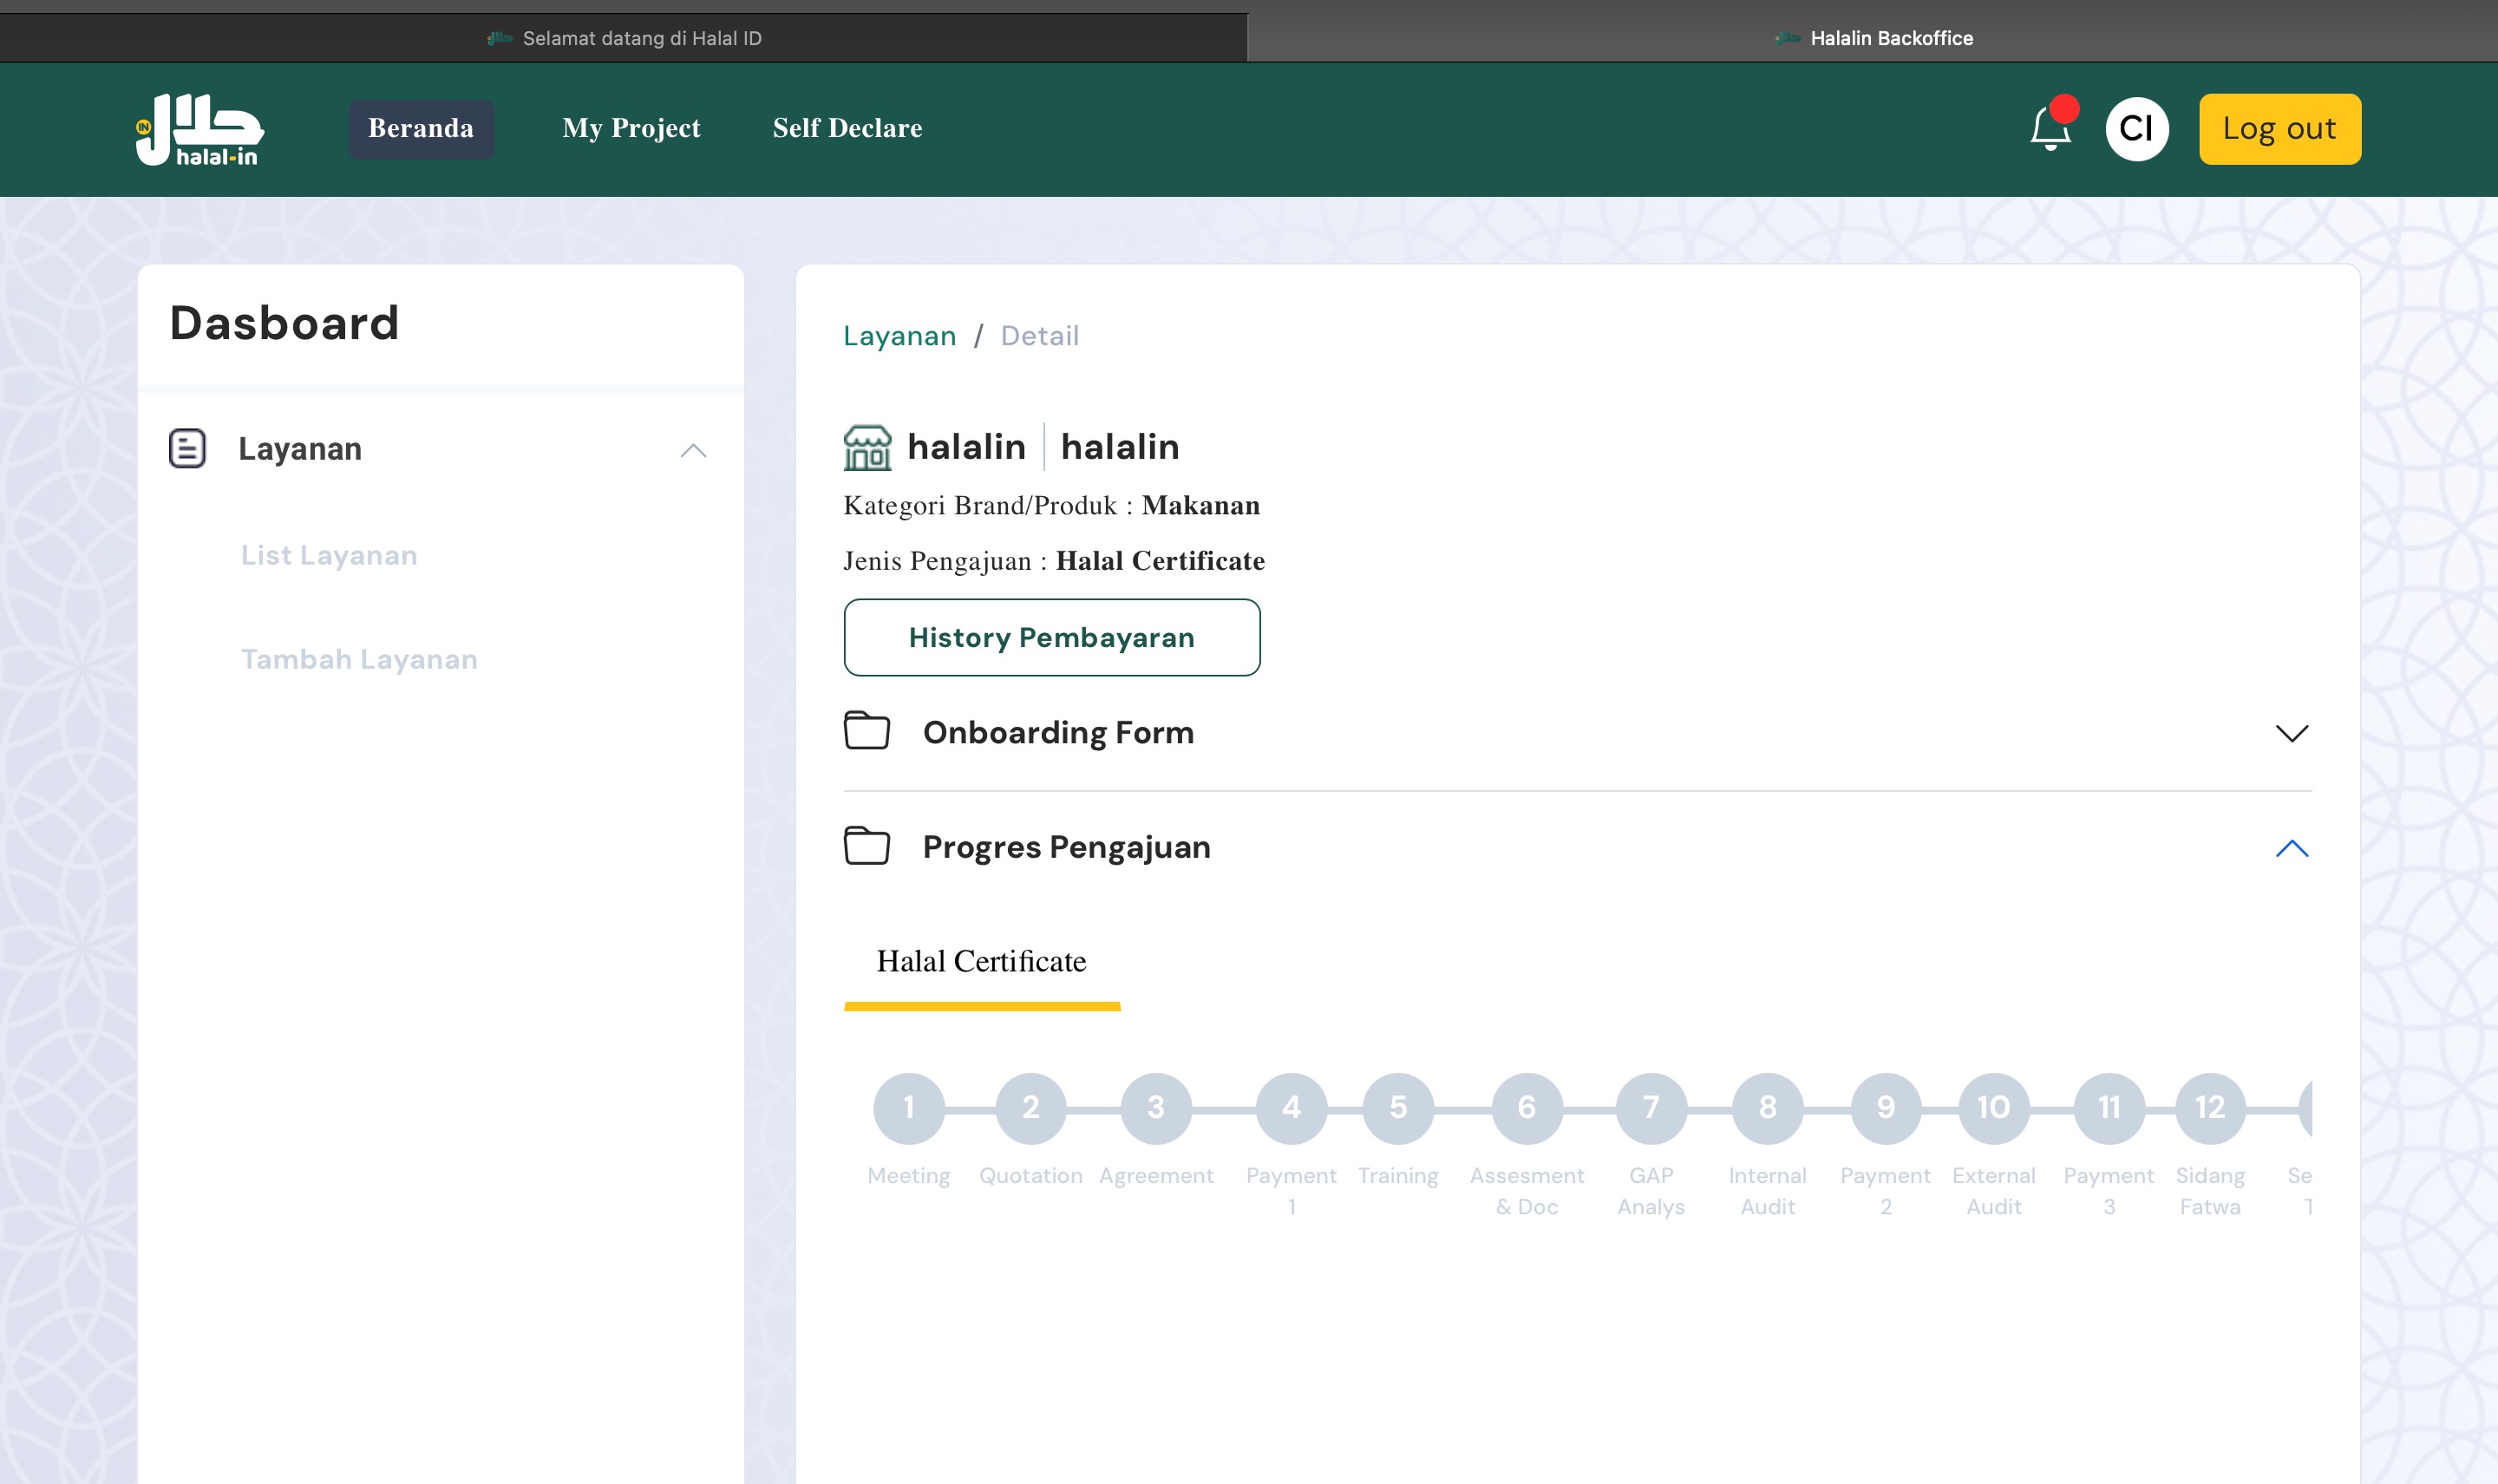 Selamat datang di Halal ID
Halalin Backoffice
حلال
IN
halal-in
Beranda
My Project
Self Declare
CI
Log out
Dasboard
Layanan
List Layanan
Tambah Layanan
Layanan / Detail
halalin | halalin
Kategori Brand/Produk : Makanan
Jenis Pengajuan : Halal Certificate
History Pembayaran
Onboarding Form
Progres Pengajuan
Halal Certificate
1 2 3 4 5 6 7 8 9 10 11 12
Meeting Quotation Agreement Payment Training Assesment GAP Internal Payment External Payment Sidang Se
1 & Doc Analys Audit 2 Audit 3 Fatwa